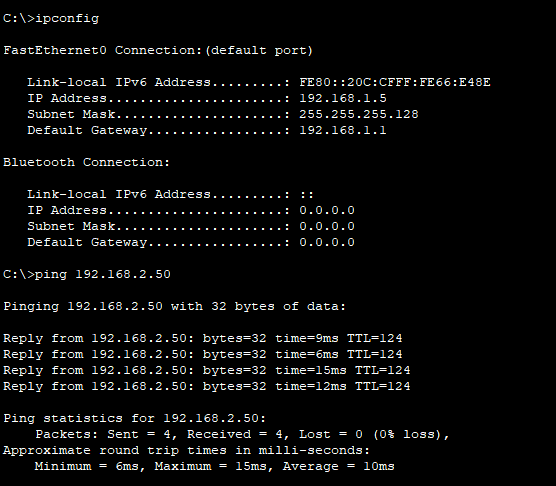 C:\>ipconfig
FastEthernet0 Connection:(default port)
Link-local IPv6 Address.........: FE80::20C:CFFF:FE66:E48E
IP Address......................: 192.168.1.5
Subnet Mask.....................: 255.255.255.128
Default Gateway.................: 192.168.1.1
Bluetooth Connection:
Link-local IPv6 Address.........: ::
IP Address......................: 0.0.0.0
Subnet Mask.....................: 0.0.0.0
Default Gateway.................: 0.0.0.0
C:\>ping 192.168.2.50
Pinging 192.168.2.50 with 32 bytes of data:
Reply from 192.168.2.50: bytes=32 time=9ms TTL=124
Reply from 192.168.2.50: bytes=32 time=6ms TTL=124
Reply from 192.168.2.50: bytes=32 time=15ms TTL=124
Reply from 192.168.2.50: bytes=32 time=12ms TTL=124
Ping statistics for 192.168.2.50:
Packets: Sent = 4, Received = 4, Lost = 0 (0% loss),
Approximate round trip times in milli-seconds:
Minimum = 6ms, Maximum = 15ms, Average = 10ms